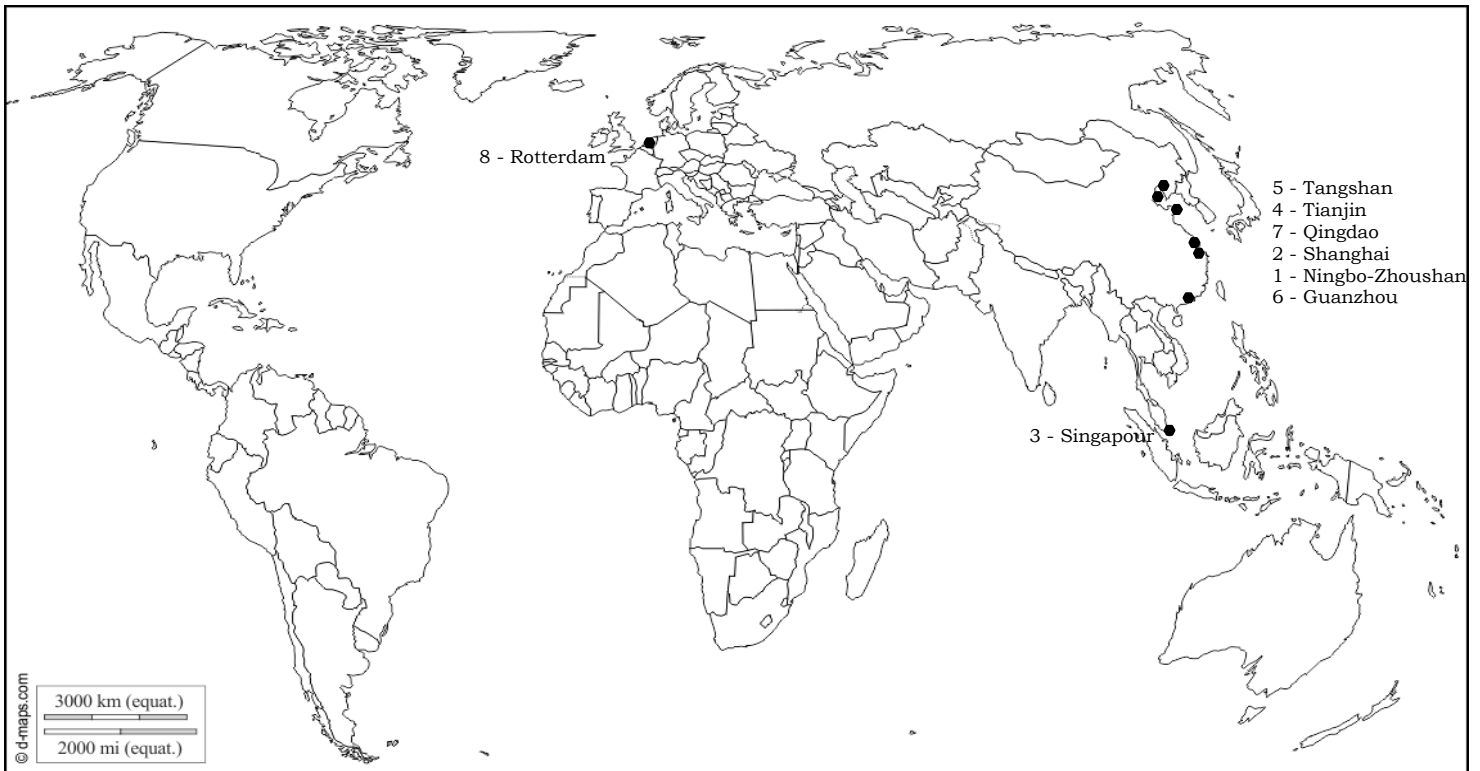 8 - Rotterdam
5 - Tangshan
4 - Tianjin
7 - Qingdao
2 - Shanghai
1 - Ningbo-Zhoushan
6 - Guanzhou
3 - Singapour
© d-maps.com
3000 km (equat.)
2000 mi (equat.)